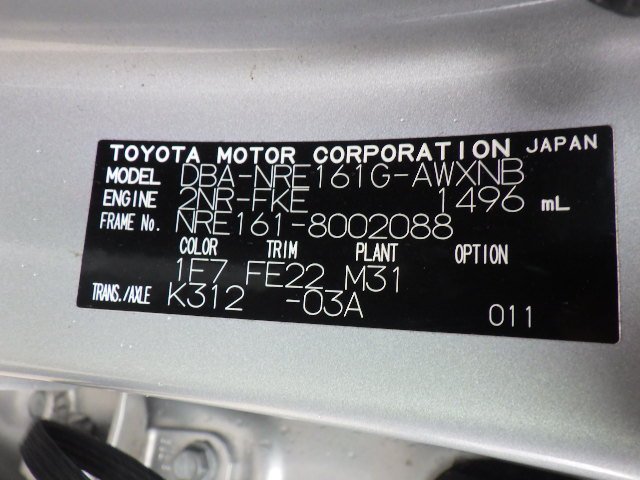 TOYOTA MOTOR CORPORATION JAPAN
MODEL DBA-NRE161G-AWXNB
ENGINE 2NR-FKE 1496 mL
FRAME No. NRE161-8002088
COLOR TRIM PLANT OPTION
1F7 FE22 M31
TRANS./AXLE K312 -03A
011